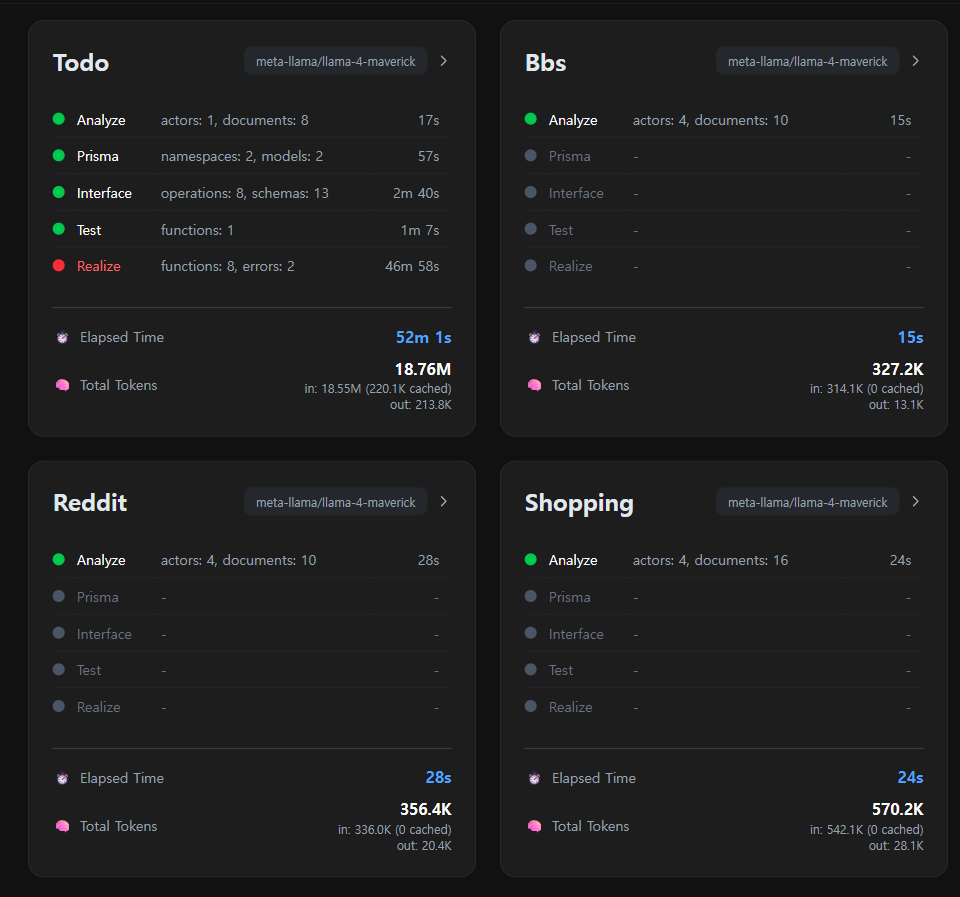 Todo meta-llama/llama-4-maverick
Analyze actors: 1, documents: 8 17s
Prisma namespaces: 2, models: 2 57s
Interface operations: 8, schemas: 13 2m 40s
Test functions: 1 1m 7s
Realize functions: 8, errors: 2 46m 58s
Elapsed Time 52m 1s
Total Tokens 18.76M
in: 18.55M (220.1K cached)
out: 213.8K
Bbs meta-llama/llama-4-maverick
Analyze actors: 4, documents: 10 15s
Prisma - -
Interface - -
Test - -
Realize - -
Elapsed Time 15s
Total Tokens 327.2K
in: 314.1K (0 cached)
out: 13.1K
Reddit meta-llama/llama-4-maverick
Analyze actors: 4, documents: 10 28s
Prisma - -
Interface - -
Test - -
Realize - -
Elapsed Time 28s
Total Tokens 356.4K
in: 336.0K (0 cached)
out: 20.4K
Shopping meta-llama/llama-4-maverick
Analyze actors: 4, documents: 16 24s
Prisma - -
Interface - -
Test - -
Realize - -
Elapsed Time 24s
Total Tokens 570.2K
in: 542.1K (0 cached)
out: 28.1K